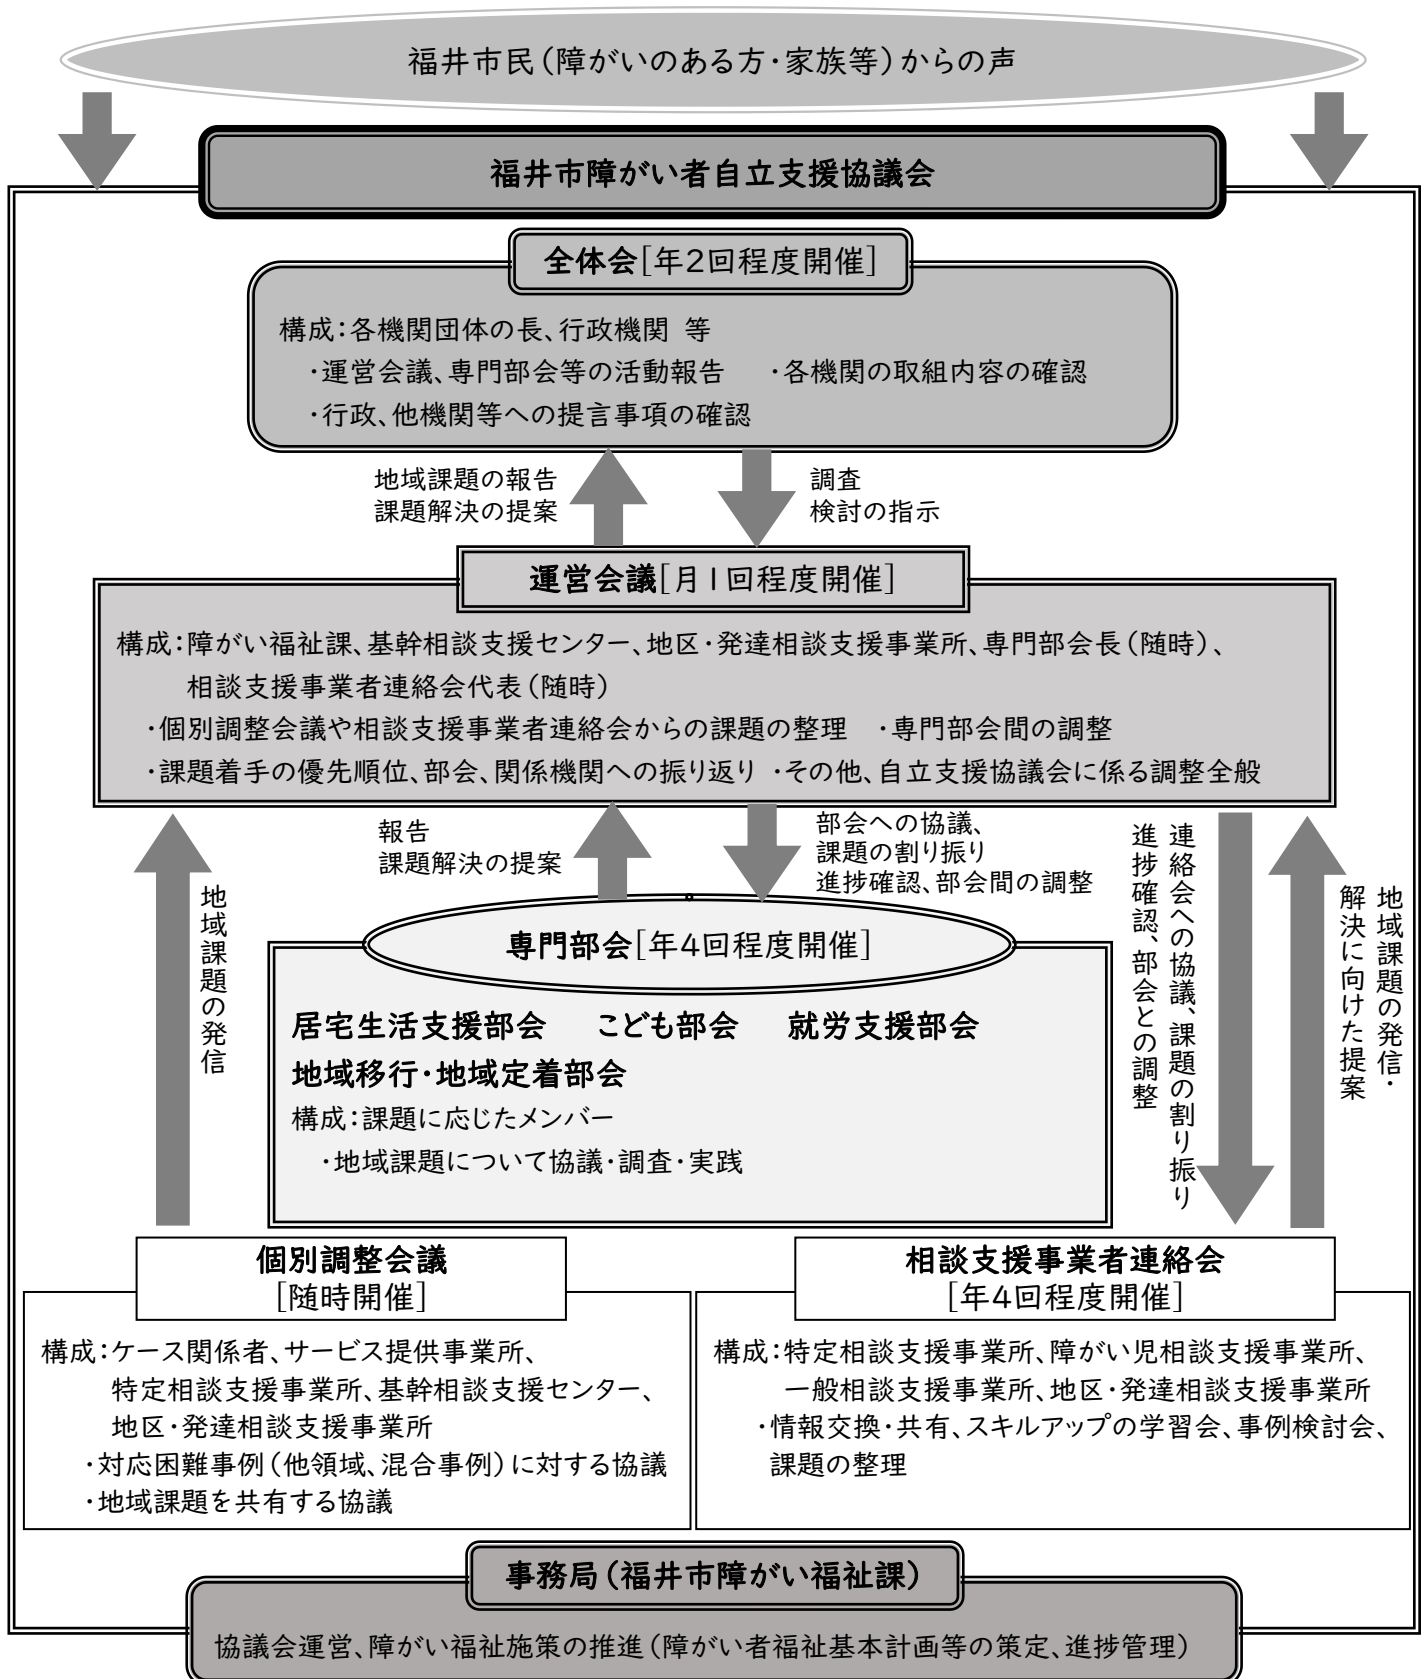 福井市民（障がいのある方・家族等）からの声
福井市障がい者自立支援協議会
全体会［年2回程度開催］
構成：各機関団体の長、行政機関 等
・運営会議、専門部会等の活動報告　・各機関の取組内容の確認
・行政、他機関等への提言事項の確認
地域課題の報告
課題解決の提案
調査
検討の指示
運営会議［月1回程度開催］
構成：障がい福祉課、基幹相談支援センター、地区・発達相談支援事業所、専門部会長（随時）、
相談支援事業者連絡会代表（随時）
・個別調整会議や相談支援事業者連絡会からの課題の整理　・専門部会間の調整
・課題着手の優先順位、部会、関係機関への振り返り　・その他、自立支援協議会に係る調整全般
報告
課題解決の提案
部会への協議、
課題の割り振り
進捗確認、部会間の調整
地域課題の発信
専門部会［年4回程度開催］
居宅生活支援部会　こども部会　就労支援部会
地域移行・地域定着部会
構成：課題に応じたメンバー
・地域課題について協議・調査・実践
連絡会への協議、課題の割り振り
進捗確認、部会との調整
地域課題の発信・
解決に向けた提案
個別調整会議
［随時開催］
構成：ケース関係者、サービス提供事業所、
特定相談支援事業所、基幹相談支援センター、
地区・発達相談支援事業所
・対応困難事例（他領域、混合事例）に対する協議
・地域課題を共有する協議
相談支援事業者連絡会
［年4回程度開催］
構成：特定相談支援事業所、障がい児相談支援事業所、
一般相談支援事業所、地区・発達相談支援事業所
・情報交換・共有、スキルアップの学習会、事例検討会、
課題の整理
事務局（福井市障がい福祉課）
協議会運営、障がい福祉施策の推進（障がい者福祉基本計画等の策定、進捗管理）